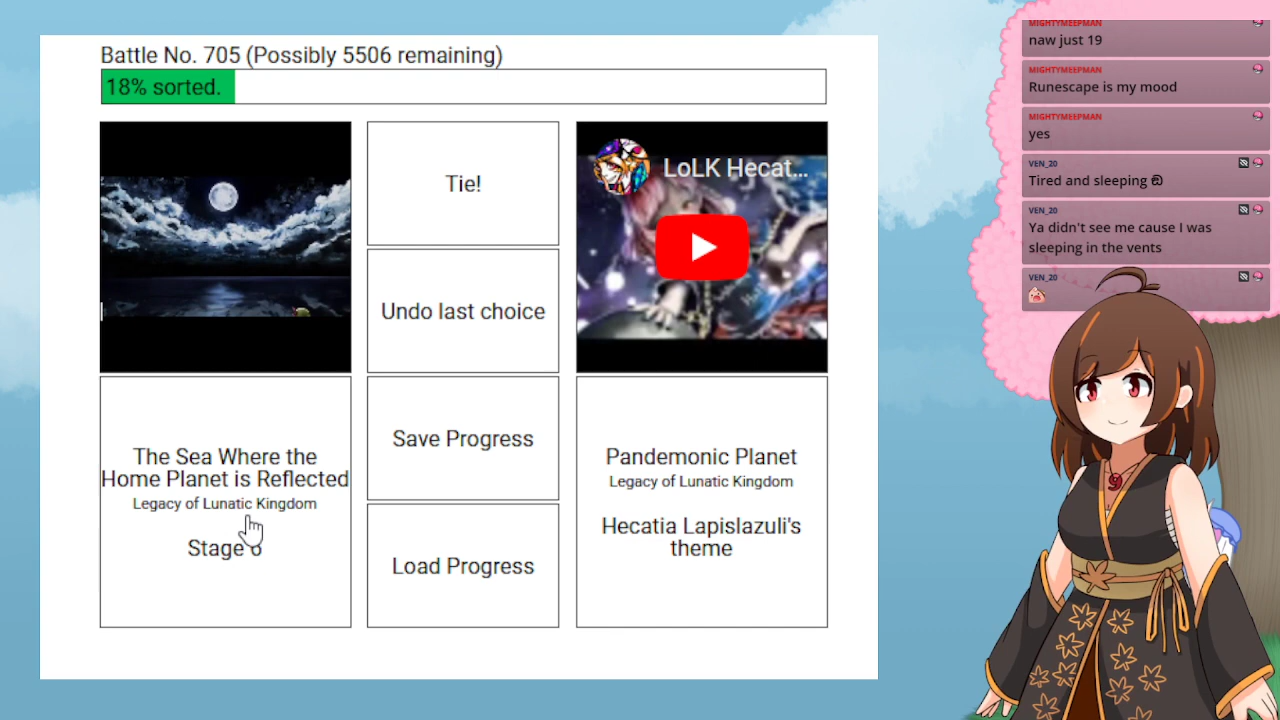 Battle No. 705 (Possibly 5506 remaining)
18% sorted.
Tie!
LoLK Hecat...
Undo last choice
The Sea Where the
Home Planet is Reflected
Legacy of Lunatic Kingdom
Stage 6
Save Progress
Load Progress
Pandemonic Planet
Legacy of Lunatic Kingdom
Hecatia Lapislazuli's
theme
MIGHTYMEEPMAN
naw just 19
MIGHTYMEEPMAN
Runescape is my mood
MIGHTYMEEPMAN
yes
VEN_20
Tired and sleeping
VEN_20
Ya didn't see me cause I was
sleeping in the vents
VEN_20
9